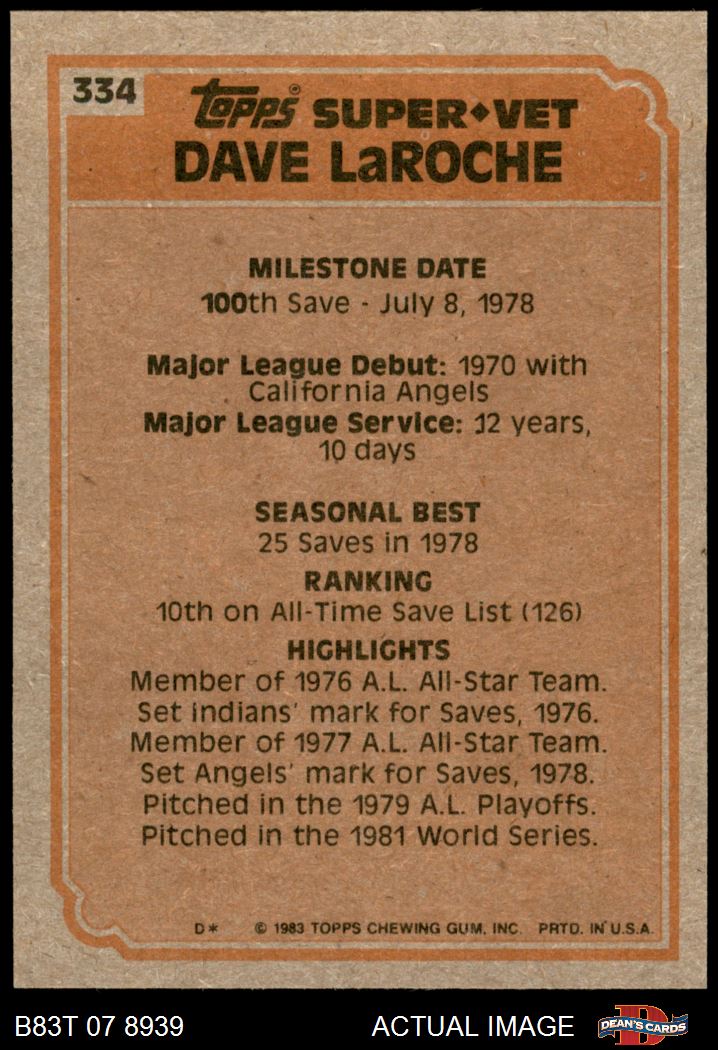 334
Topps SUPER◆VET
DAVE LaROCHE
MILESTONE DATE
100th Save - July 8, 1978
Major League Debut: 1970 with
California Angels
Major League Service: 12 years,
10 days
SEASONAL BEST
25 Saves in 1978
RANKING
10th on All-Time Save List (126)
HIGHLIGHTS
Member of 1976 A.L. All-Star Team.
Set Indians' mark for Saves, 1976.
Member of 1977 A.L. All-Star Team.
Set Angels' mark for Saves, 1978.
Pitched in the 1979 A.L. Playoffs.
Pitched in the 1981 World Series.
D* © 1983 TOPPS CHEWING GUM, INC. PRTD. IN U.S.A.
B83T 07 8939 ACTUAL IMAGE DEAN'S CARDS